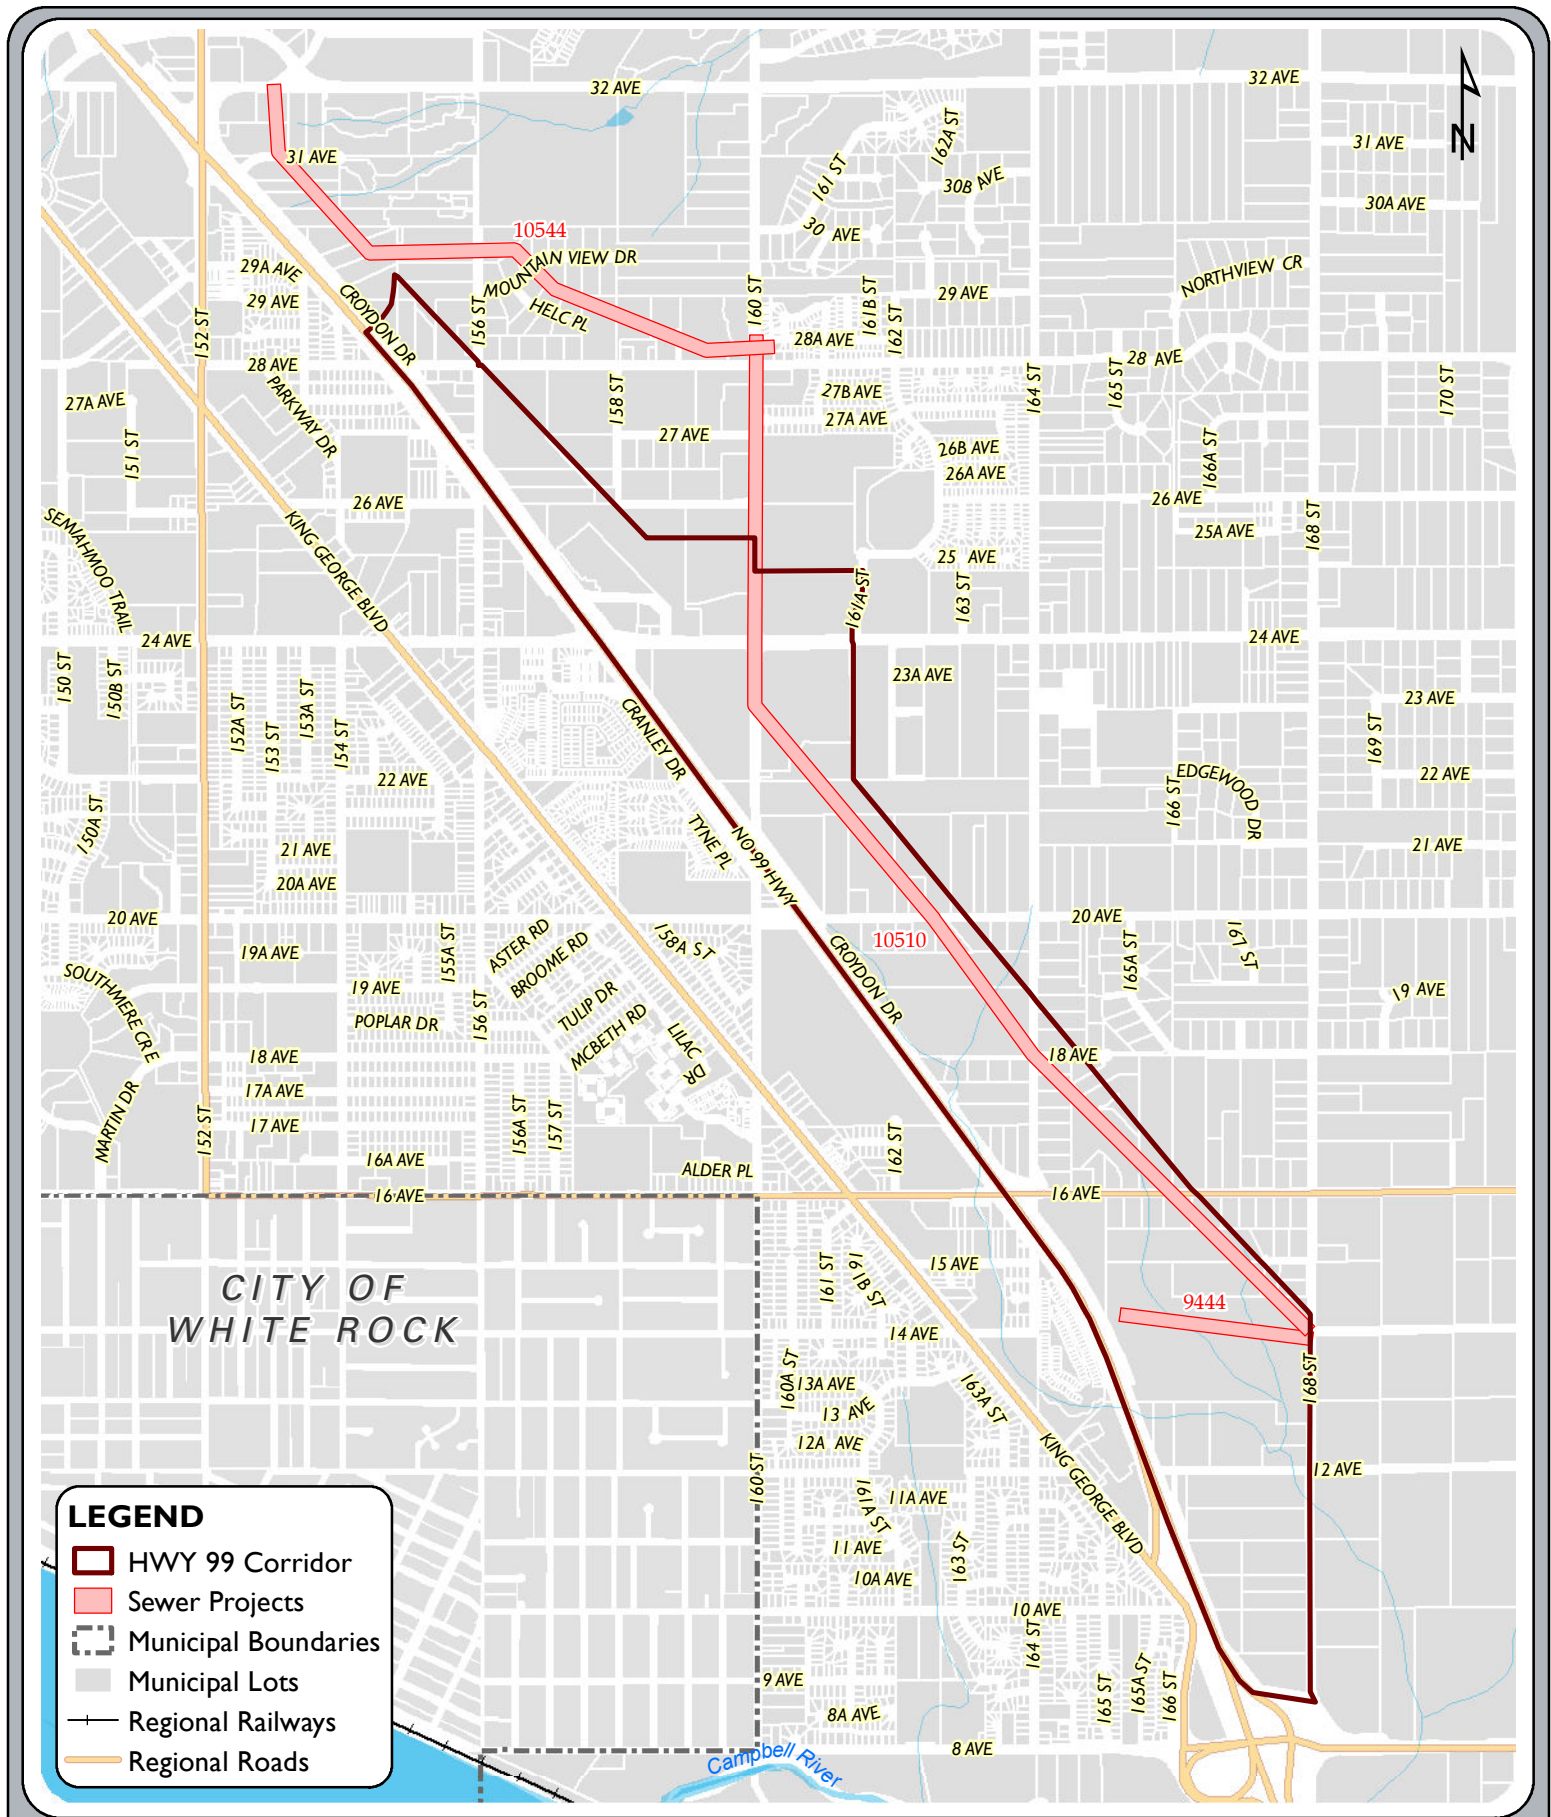 32 AVE
32 AVE
31 AVE
162A ST
31 AVE
N
161 ST
30B AVE
30A AVE
10544
30 AVE
MOUNTAIN VIEW DR
29A AVE
NORTHVIEW CR
29 AVE
CROYDON DR
156 ST
HELC PL
160 ST
161B ST
162 ST
29 AVE
152 ST
28A AVE
28 AVE
28 AVE
PARKWAY DR
158 ST
27B AVE
164 ST
165 ST
170 ST
27A AVE
27A AVE
151 ST
27 AVE
26B AVE
26A AVE
166A ST
26 AVE
26 AVE
SEMIAHMOO TRAIL
KING GEORGE BLVD
25A AVE
168 ST
25 AVE
161A ST
163 ST
24 AVE
24 AVE
150 ST
150B ST
23A AVE
152A ST
153 ST
153A ST
154 ST
CRANLEY DR
23 AVE
169 ST
22 AVE
EDGEWOOD DR
166 ST
22 AVE
150A ST
TYNE PL
NO 99 HWY
21 AVE
21 AVE
20A AVE
20 AVE
20 AVE
155A ST
ASTER RD
158A ST
10510
CROYDON DR
165A ST
167 ST
19A AVE
BROOME RD
SOUTHMERE CRE
19 AVE
156 ST
TULIP DR
19 AVE
POPLAR DR
MCBETH RD
LILAC DR
18 AVE
18 AVE
17A AVE
MARTIN DR
152 ST
17 AVE
156A ST
157 ST
162 ST
16A AVE
ALDER PL
16 AVE
16 AVE
161 ST
161B ST
15 AVE
CITY OF
WHITE ROCK
9444
14 AVE
160A ST
13A AVE
163A ST
168 ST
13 AVE
12A AVE
KING GEORGE BLVD
160 ST
12 AVE
161A ST
11A AVE
11 AVE
163 ST
10A AVE
10 AVE
164 ST
9 AVE
165 ST
165A ST
166 ST
8A AVE
8 AVE
Campbell River
LEGEND
HWY 99 Corridor
Sewer Projects
Municipal Boundaries
Municipal Lots
Regional Railways
Regional Roads